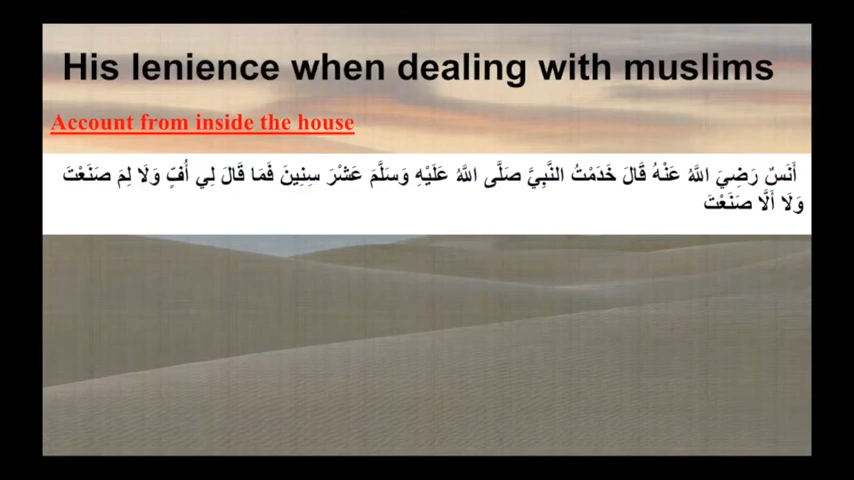 His lenience when dealing with muslims
Account from inside the house
أَنَسٌ رَضِيَ اللَّهُ عَنْهُ قَالَ خَدَمْتُ النَّبِيَّ صَلَّى اللَّهُ عَلَيْهِ وَسَلَّمَ عَشْرَ سِنِينَ فَمَا قَالَ لِي أُفٍّ وَلَا لِمَ صَنَعْتَ
وَلَا أَلَّا صَنَعْتَ